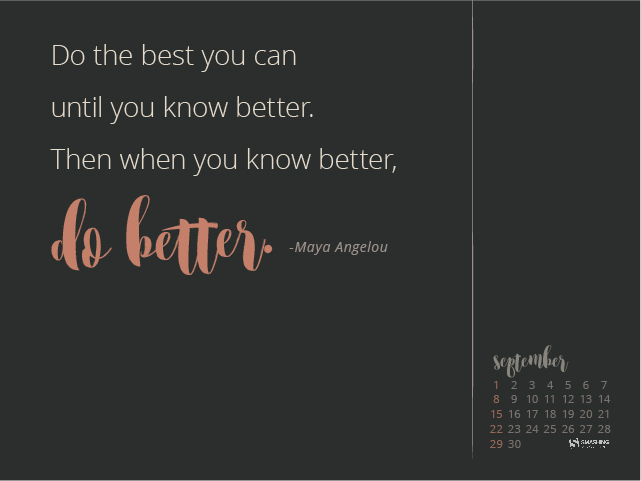 Do the best you can
until you know better.
Then when you know better,
do better.
-Maya Angelou
september
1 2 3 4 5 6 7
8 9 10 11 12 13 14
15 16 17 18 19 20 21
22 23 24 25 26 27 28
29 30
SMASHING